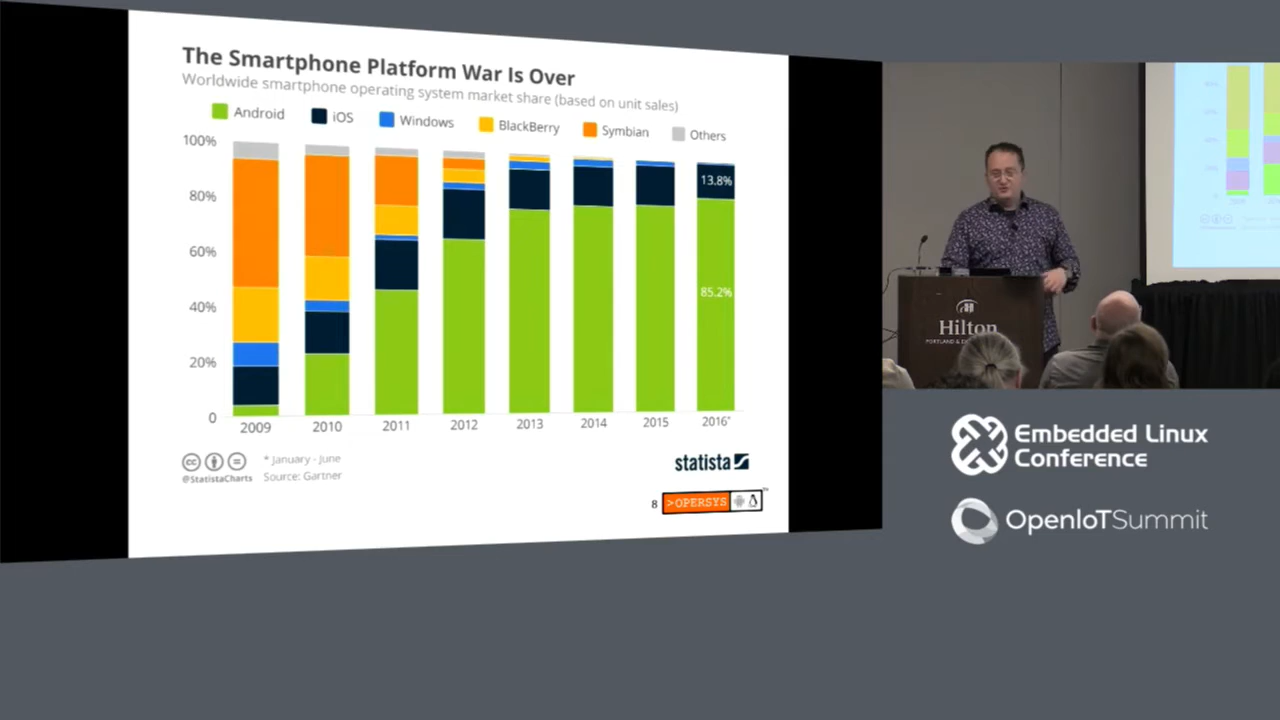 The Smartphone Platform War Is Over
Worldwide smartphone operating system market share (based on unit sales)
Android iOS Windows BlackBerry Symbian Others
100%
80%
60%
40%
20%
0
13.8%
85.2%
2009 2010 2011 2012 2013 2014 2015 2016*
@StatistaCharts
* January - June
Source: Gartner
statista
8 >OPERSYS
Hilton
Embedded Linux
Conference
OpenIoTSummit